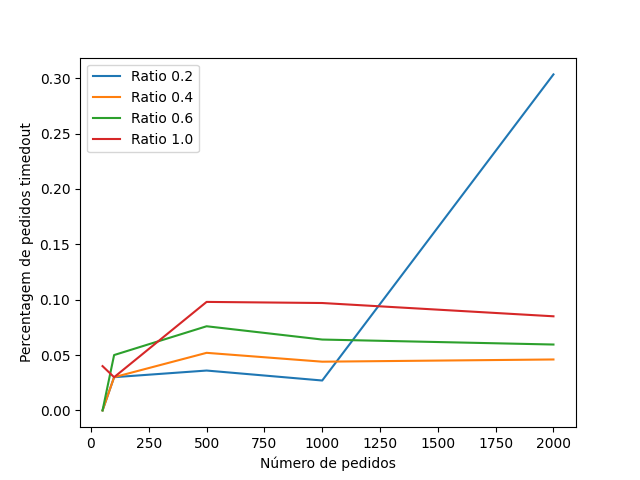 Ratio 0.2
Ratio 0.4
Ratio 0.6
Ratio 1.0
Percentagem de pedidos timedout
0.30
0.25
0.20
0.15
0.10
0.05
0.00
0 250 500 750 1000 1250 1500 1750 2000
Número de pedidos